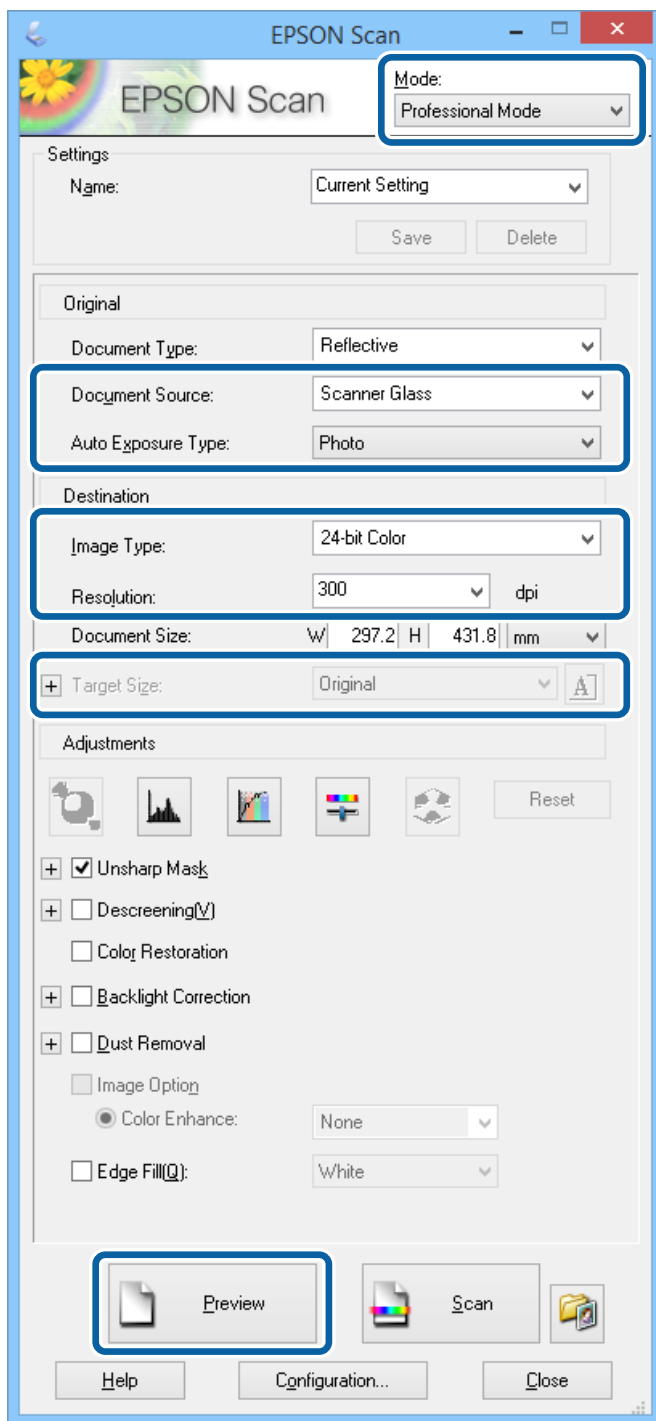 EPSON Scan
EPSON Scan
Mode:
Professional Mode
Settings
Name: Current Setting
Save Delete
Original
Document Type: Reflective
Document Source: Scanner Glass
Auto Exposure Type: Photo
Destination
Image Type: 24-bit Color
Resolution: 300 dpi
Document Size: W 297.2 H 431.8 mm
+ Target Size: Original A
Adjustments
Reset
+ Unsharp Mask
+ Descreening(V)
Color Restoration
+ Backlight Correction
+ Dust Removal
Image Option
Color Enhance: None
Edge Fill(Q): White
Preview Scan
Help Configuration... Close